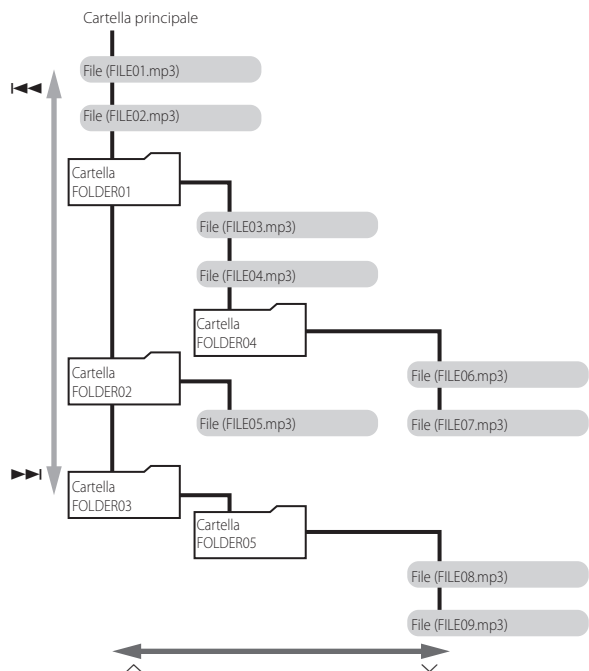 Cartella principale
File (FILE01.mp3)
File (FILE02.mp3)
Cartella
FOLDER01
File (FILE03.mp3)
File (FILE04.mp3)
Cartella
FOLDER04
File (FILE06.mp3)
File (FILE07.mp3)
Cartella
FOLDER02
File (FILE05.mp3)
Cartella
FOLDER03
Cartella
FOLDER05
File (FILE08.mp3)
File (FILE09.mp3)